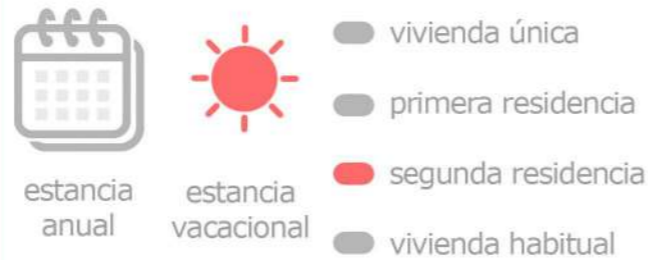 estancia
anual
estancia
vacacional
vivienda única
primera residencia
segunda residencia
vivienda habitual